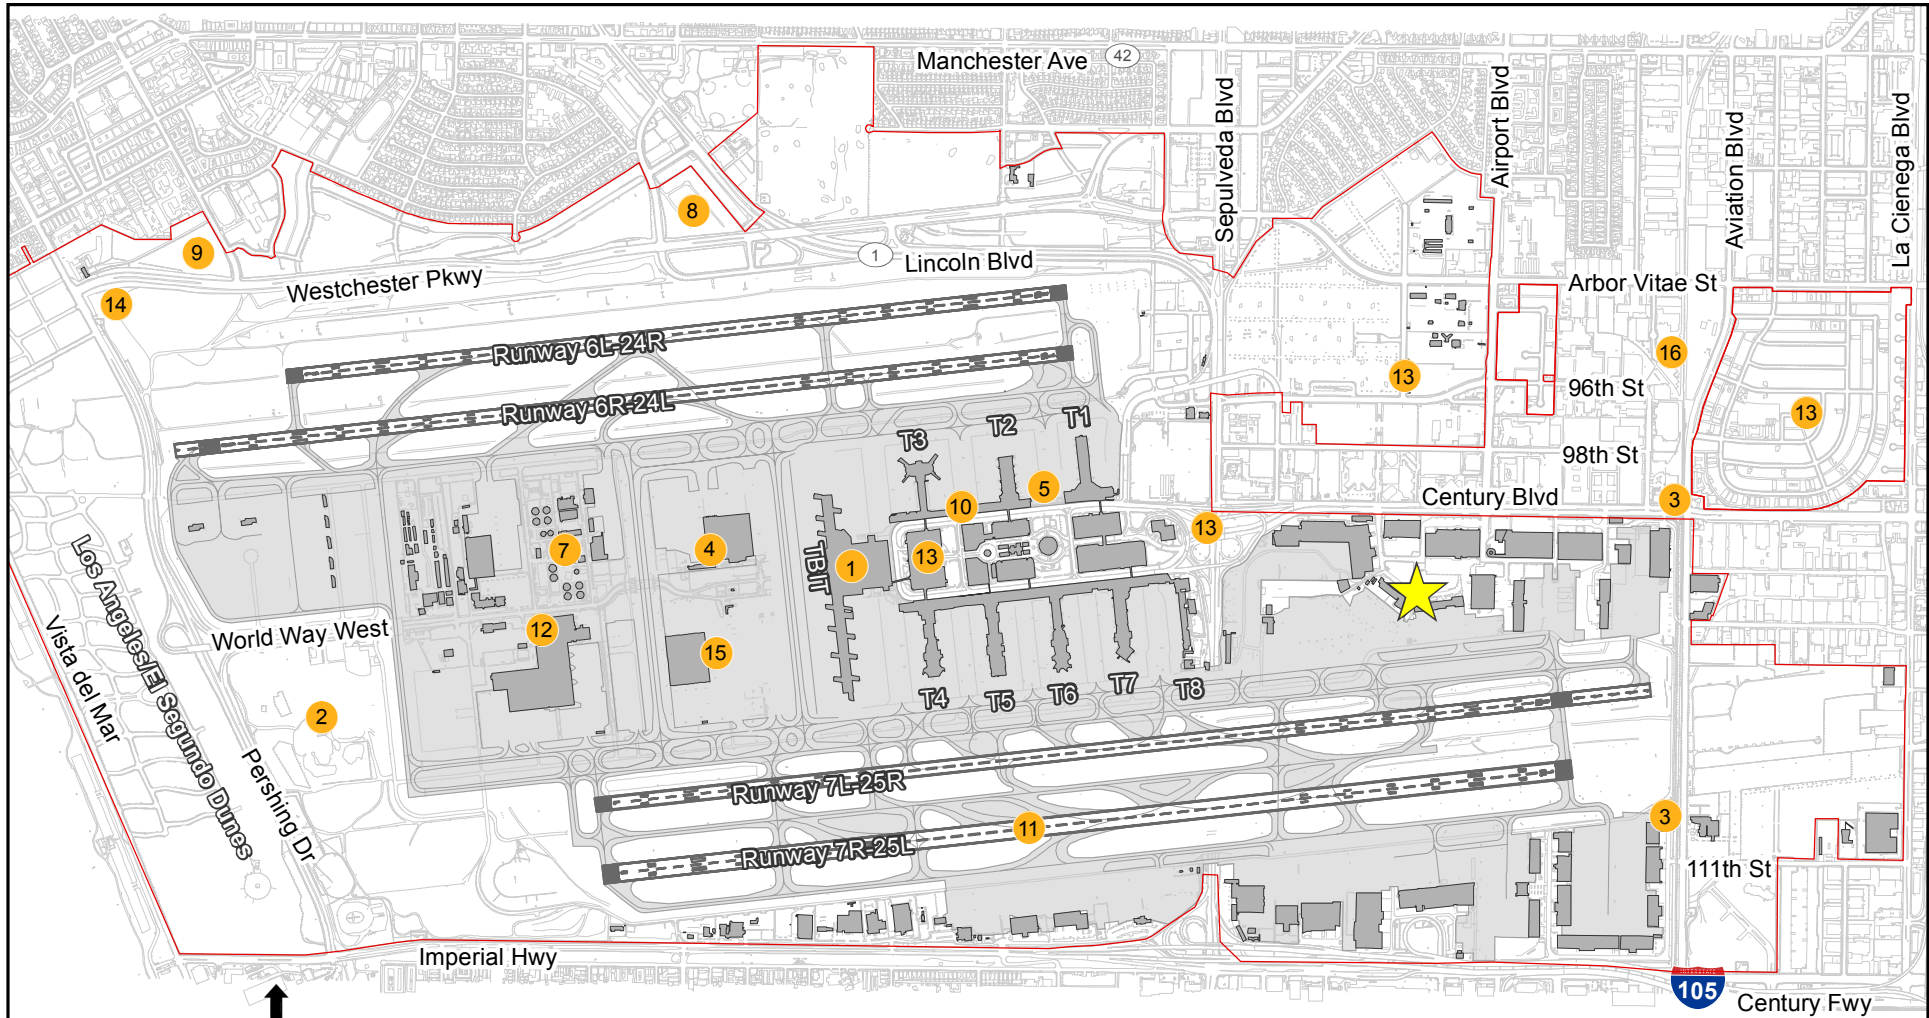 Manchester Ave
42
Sepulveda Blvd
Airport Blvd
Aviation Blvd
La Cienega Blvd
8
9
1
Lincoln Blvd
Westchester Pkwy
14
Arbor Vitae St
Runway 6L-24R
16
13
96th St
Runway 6R-24L
13
T3
T2
T1
98th St
5
10
Century Blvd
3
13
7
4
TBIT
1
13
12
World Way West
15
Los Angeles/El Segundo Dunes
Vista del Mar
2
T4
T5
T6
T7
T8
Pershing Dr
Runway 7L-25R
11
3
Runway 7R-25L
111th St
Imperial Hwy
INTERSTATE
105
Century Fwy